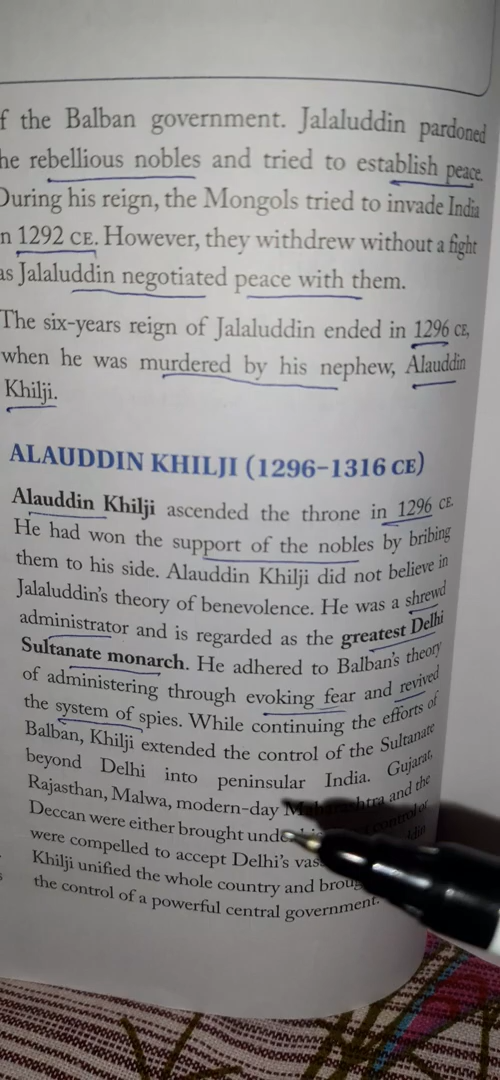 f the Balban government. Jalaluddin pardoned
he rebellious nobles and tried to establish peace.
During his reign, the Mongols tried to invade India
n 1292 CE. However, they withdrew without a fight
as Jalaluddin negotiated peace with them.
The six-years reign of Jalaluddin ended in 1296 CE,
when he was murdered by his nephew, Alauddin
Khilji.
ALAUDDIN KHILJI (1296–1316 CE)
Alauddin Khilji ascended the throne in 1296 CE.
He had won the support of the nobles by bribing
them to his side. Alauddin Khilji did not believe in
Jalaluddin's theory of benevolence. He was a shrewd
administrator and is regarded as the greatest Delhi
Sultanate monarch. He adhered to Balban's theory
of administering through evoking fear and revived
the system of spies. While continuing the efforts of
Balban, Khilji extended the control of the Sultanate
beyond Delhi into peninsular India. Gujarat,
Rajasthan, Malwa, modern-day Maharashtra and the
Deccan were either brought unde control or
were compelled to accept Delhi's vas
Khilji unified the whole country and broug
the control of a powerful central government.